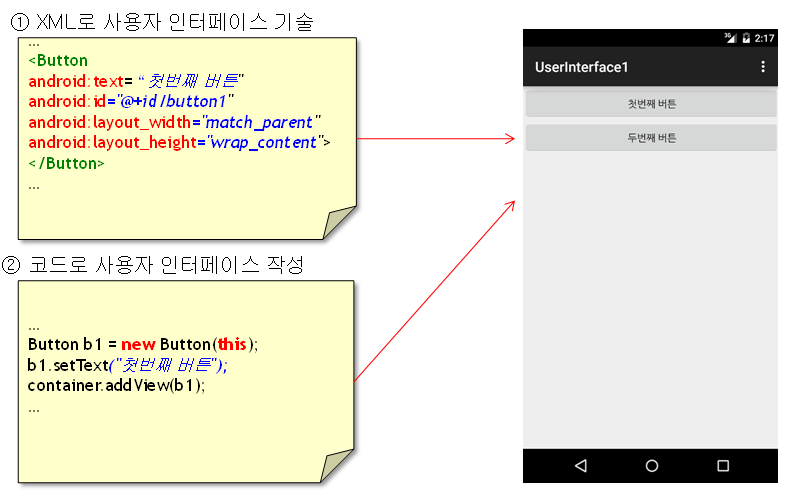 ① XML로 사용자 인터페이스 기술
...
<Button
android:text= “첫번째 버튼"
android:id="@+id/button1"
android:layout_width="match_parent"
android:layout_height="wrap_content">
</Button>
...
② 코드로 사용자 인터페이스 작성
...
Button b1 = new Button(this);
b1.setText("첫번째 버튼");
container.addView(b1);
...
3G 2:17
UserInterface1
첫번째 버튼
두번째 버튼